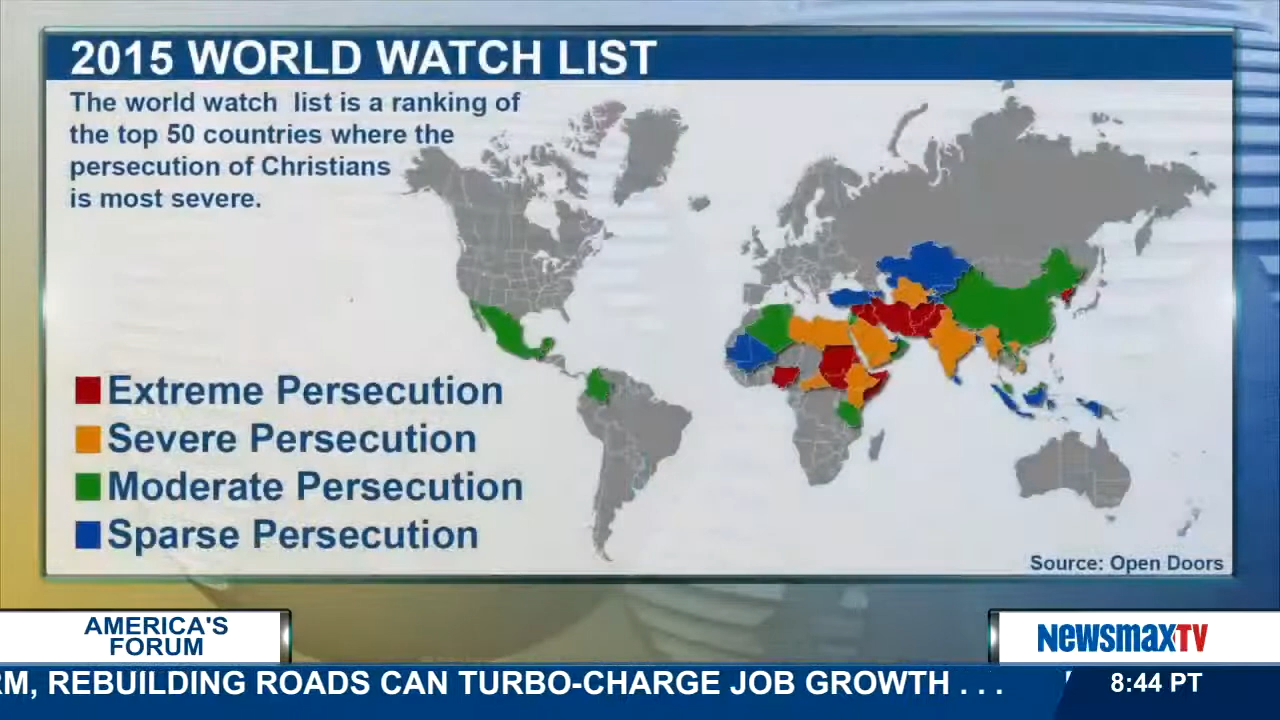 2015 WORLD WATCH LIST
The world watch list is a ranking of
the top 50 countries where the
persecution of Christians
is most severe.
Extreme Persecution
Severe Persecution
Moderate Persecution
Sparse Persecution
Source: Open Doors
AMERICA'S
FORUM
NEWSMAXTV
RM, REBUILDING ROADS CAN TURBO-CHARGE JOB GROWTH . . .
8:44 PT